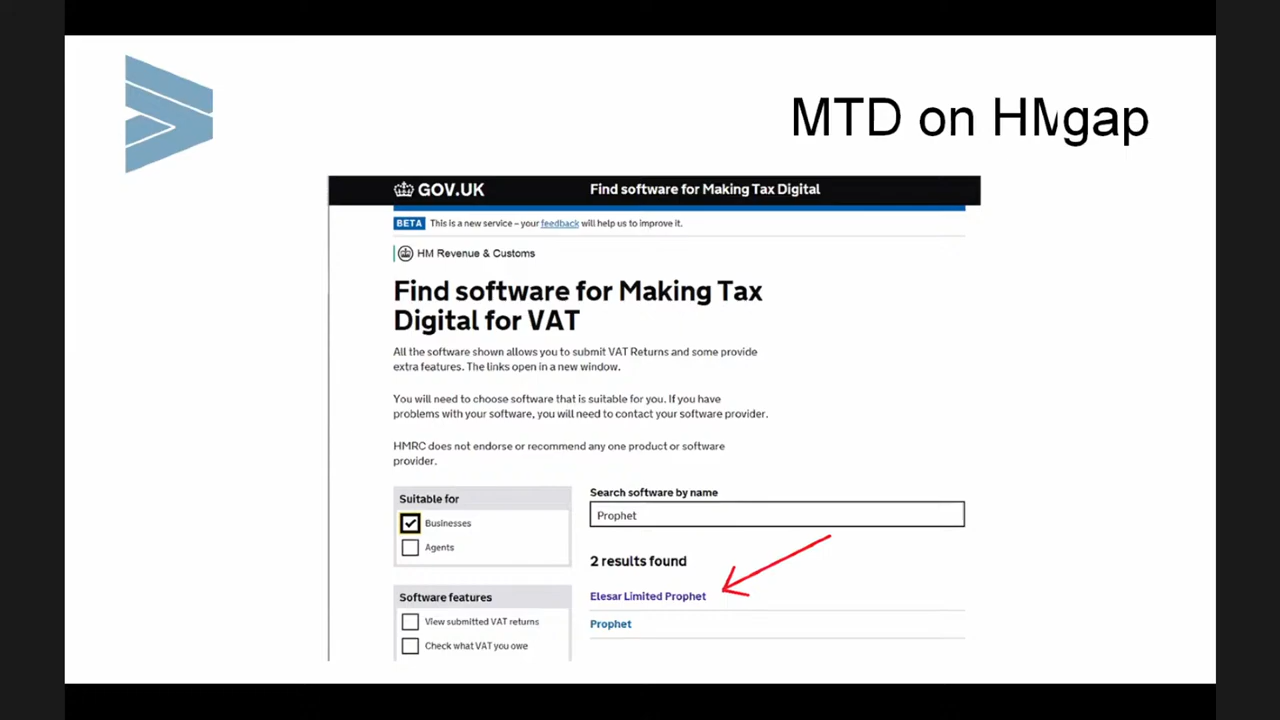 MTD on HMgap
GOV.UK
Find software for Making Tax Digital
BETA This is a new service – your feedback will help us to improve it.
HM Revenue & Customs
Find software for Making Tax
Digital for VAT
All the software shown allows you to submit VAT Returns and some provide
extra features. The links open in a new window.
You will need to choose software that is suitable for you. If you have
problems with your software, you will need to contact your software provider.
HMRC does not endorse or recommend any one product or software
provider.
Suitable for
Businesses
Agents
Software features
View submitted VAT returns
Check what VAT you owe
Search software by name
Prophet
2 results found
Elesar Limited Prophet
Prophet